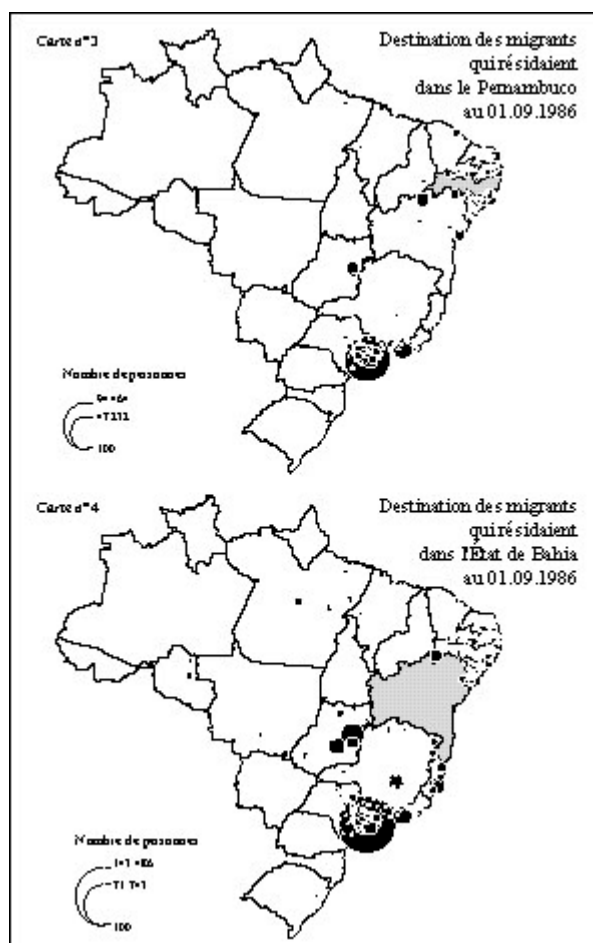 Carte n° 3
Destination des migrants
qui résidaient
dans le Pernambuco
au 01.09.1986
Nombre de personnes
100
Carte n° 4
Destination des migrants
qui résidaient
dans l'État de Bahia
au 01.09.1986
Nombre de personnes
100